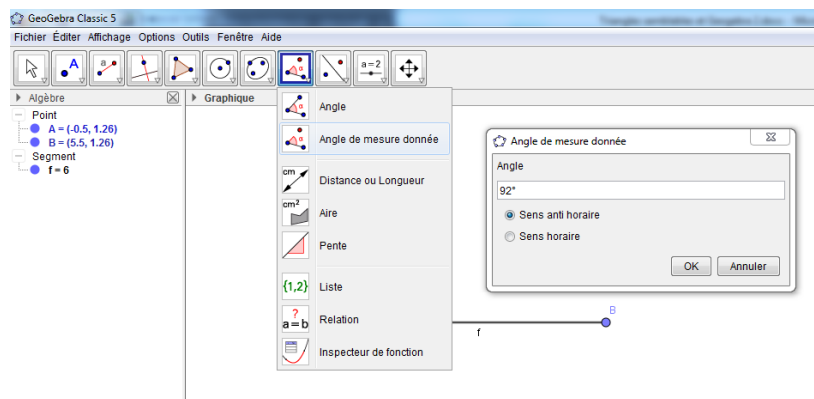 GeoGebra Classic 5
Fichier Éditer Affichage Options Outils Fenêtre Aide
A
a
α
a=2
Algèbre
Graphique
Point
A = (-0.5, 1.26)
B = (5.5, 1.26)
Segment
f = 6
α Angle
α Angle de mesure donnée
cm Distance ou Longueur
cm² Aire
Pente
{1,2} Liste
? a=b Relation
Inspecteur de fonction
Angle de mesure donnée
Angle
92°
Sens anti horaire
Sens horaire
OK Annuler
B
f